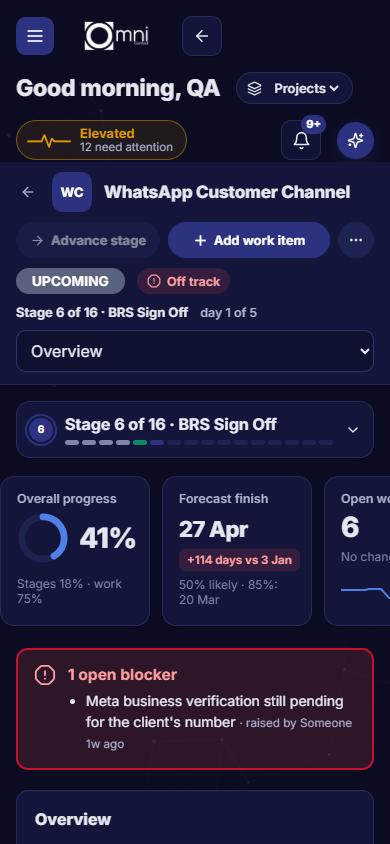 Omni
Good morning, QA
Projects
Elevated
12 need attention
9+
WC
WhatsApp Customer Channel
Advance stage
Add work item
UPCOMING
Off track
Stage 6 of 16 · BRS Sign Off day 1 of 5
Overview
6
Stage 6 of 16 · BRS Sign Off
Overall progress
41%
Stages 18% · work
75%
Forecast finish
27 Apr
+114 days vs 3 Jan
50% likely · 85%:
20 Mar
Open wo
6
No chan
1 open blocker
• Meta business verification still pending
for the client's number · raised by Someone
1w ago
Overview